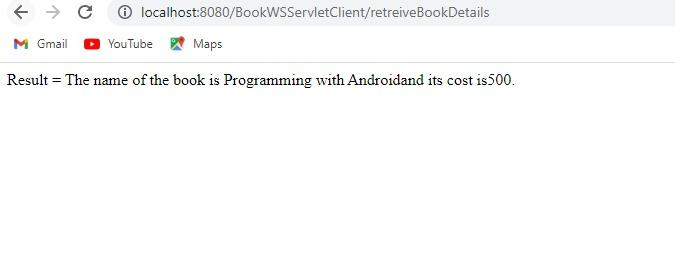 localhost:8080/BookWSServletClient/retreiveBookDetails
Gmail YouTube Maps
Result = The name of the book is Programming with Androidand its cost is500.